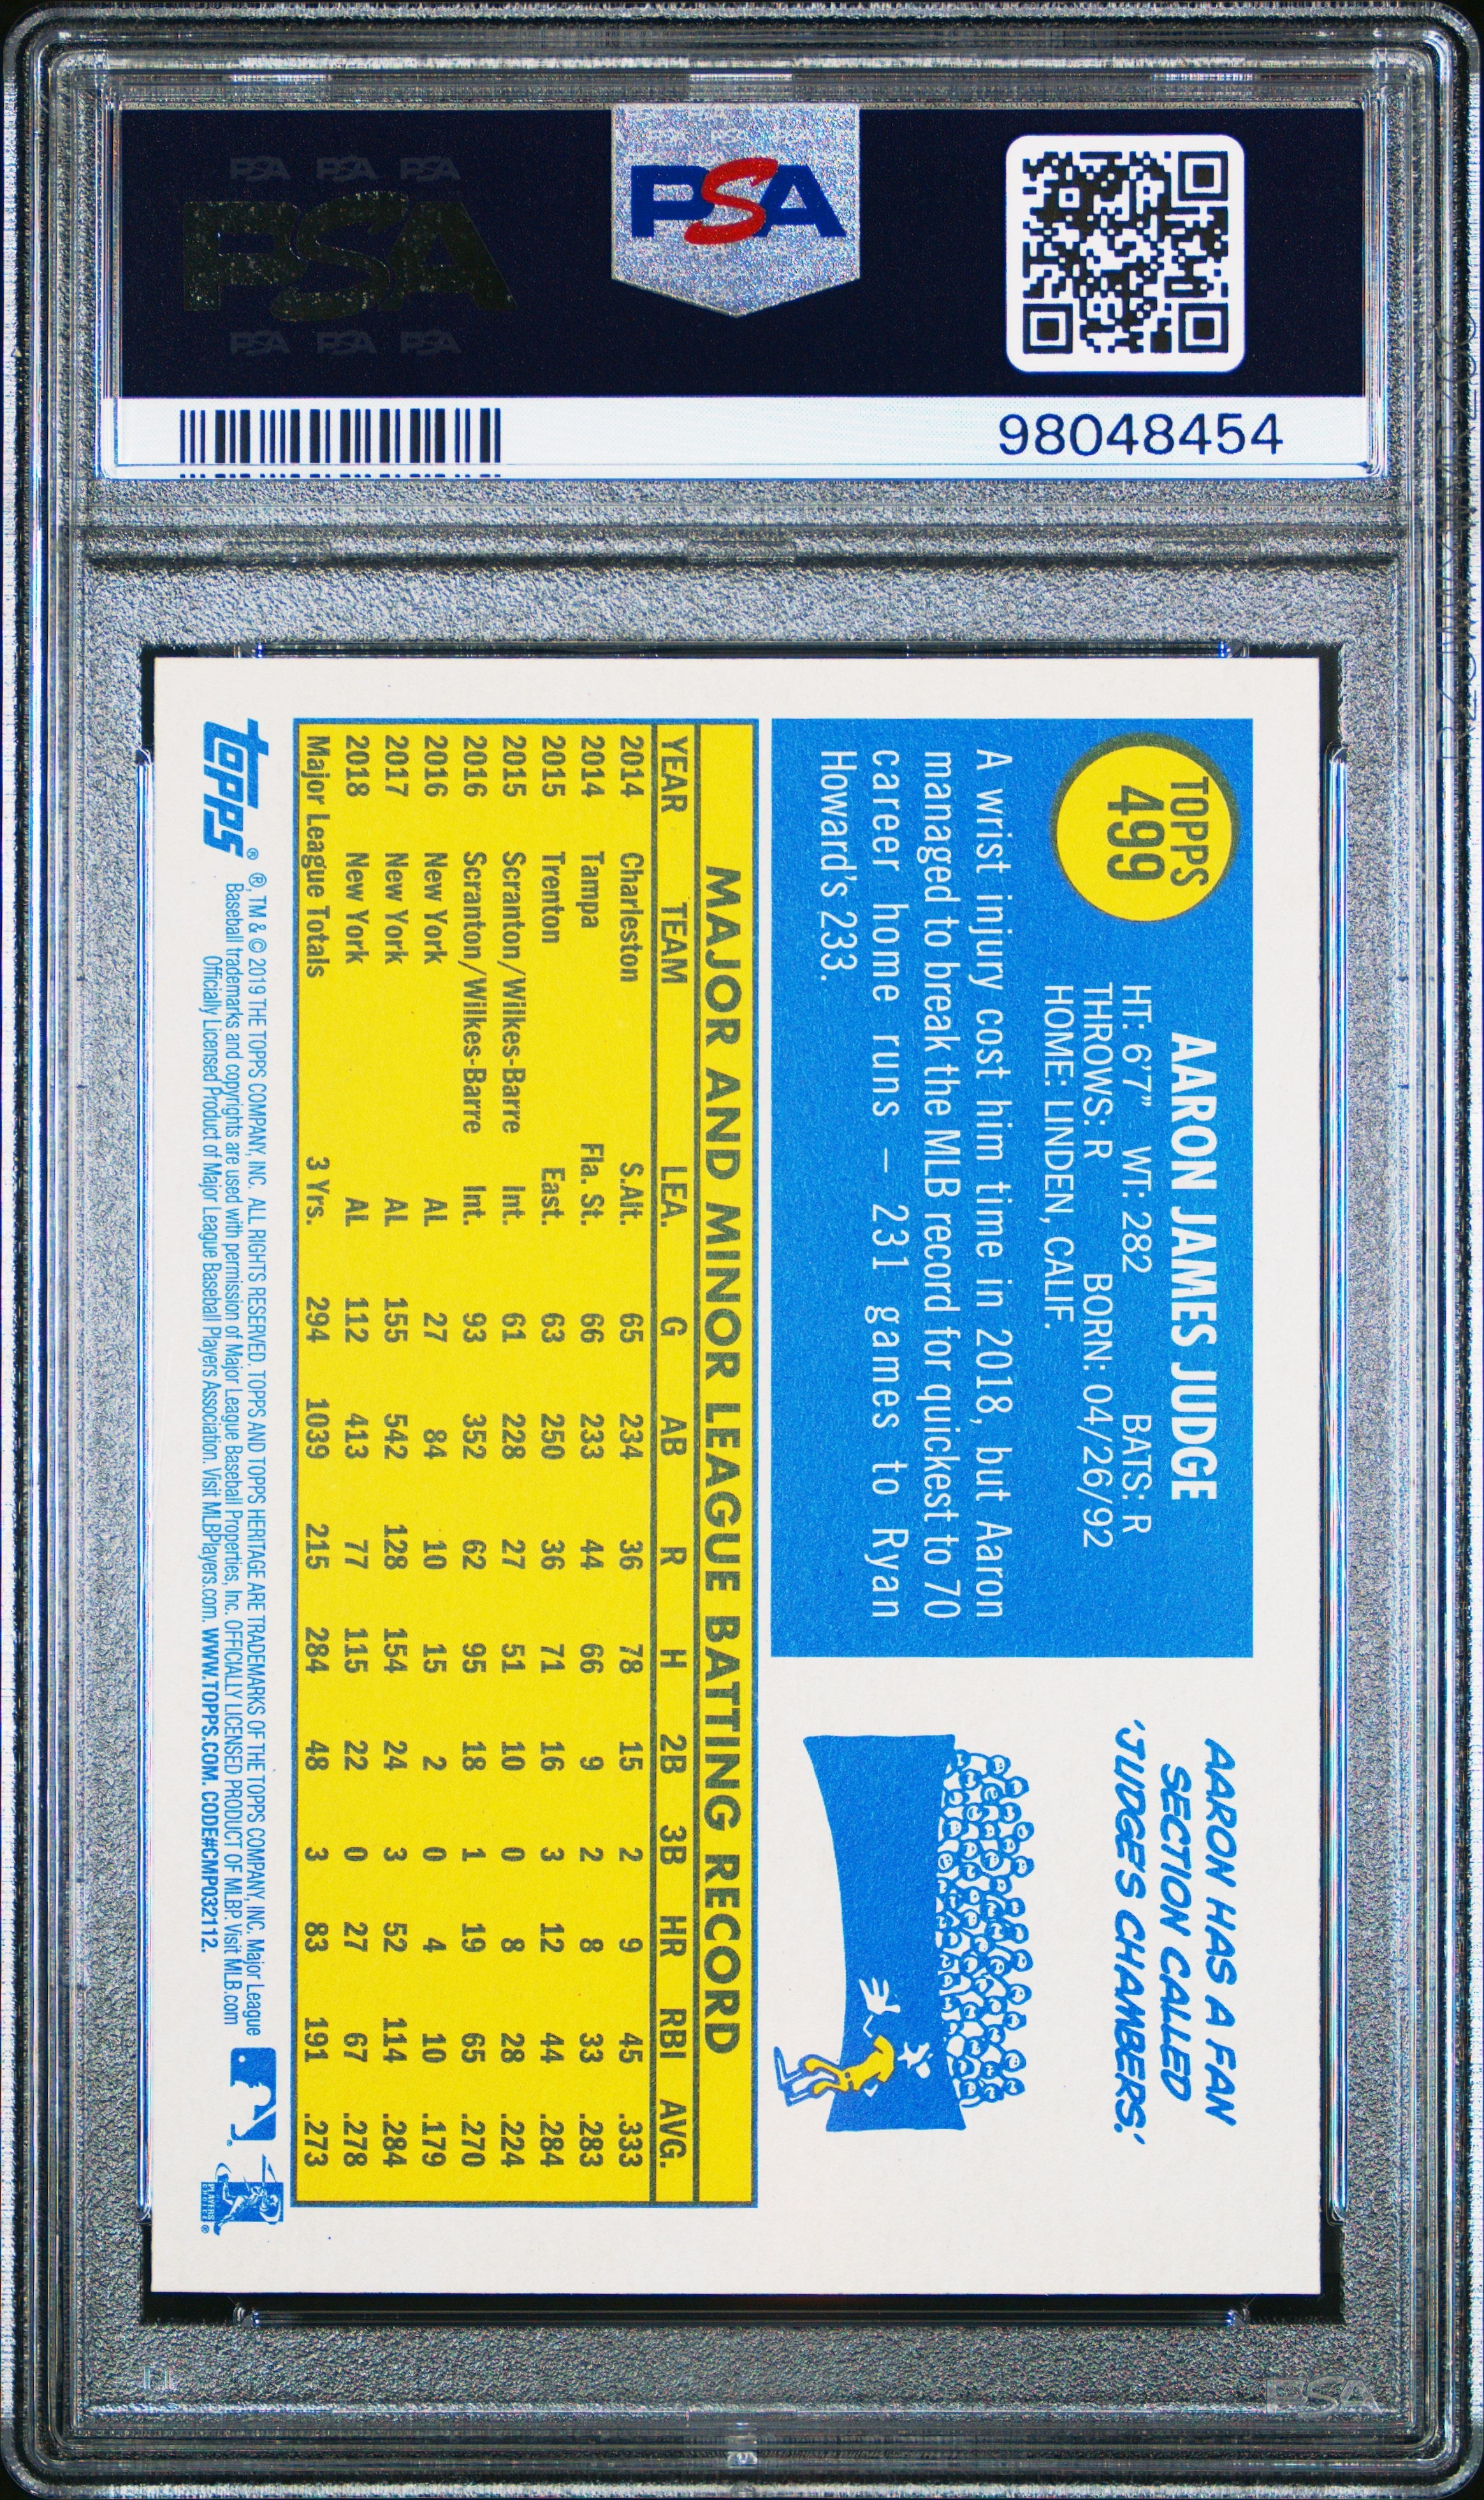 PSA PSA PSA
PSA
PSA PSA PSA
PSA
98048454
TOPPS
499
AARON JAMES JUDGE
HT: 6'7" WT: 282 BATS: R
THROWS: R BORN: 04/26/92
HOME: LINDEN, CALIF.
A wrist injury cost him time in 2018, but Aaron
managed to break the MLB record for quickest to 70
career home runs – 231 games to Ryan
Howard's 233.
AARON HAS A FAN
SECTION CALLED
'JUDGE'S CHAMBERS.'
MAJOR AND MINOR LEAGUE BATTING RECORD
YEAR TEAM LEA. G AB R H 2B 3B HR RBI AVG.
2014 Charleston S.Atl. 65 234 36 78 15 2 9 45 .333
2014 Tampa Fla. St. 66 233 44 66 9 2 8 33 .283
2015 Trenton East. 63 250 36 71 16 3 12 44 .284
2015 Scranton/Wilkes-Barre Int. 61 228 27 51 10 0 8 28 .224
2016 Scranton/Wilkes-Barre Int. 93 352 62 95 18 1 19 65 .270
2016 New York AL 27 84 10 15 2 0 4 10 .179
2017 New York AL 155 542 128 154 24 3 52 114 .284
2018 New York AL 112 413 77 115 22 0 27 67 .278
Major League Totals 3 Yrs. 294 1039 215 284 48 3 83 191 .273
topps ®
®, TM & © 2019 THE TOPPS COMPANY, INC. ALL RIGHTS RESERVED. TOPPS AND TOPPS HERITAGE ARE TRADEMARKS OF THE TOPPS COMPANY, INC. Major League
Baseball trademarks and copyrights are used with permission of Major League Baseball Properties, Inc. OFFICIALLY LICENSED PRODUCT OF MLBP Visit MLB.com
Officially Licensed Product of Major League Baseball Players Association. Visit MLBPlayers.com. WWW.TOPPS.COM. CODE#CMP032112.
PLAYERS
CHOICE
PSA